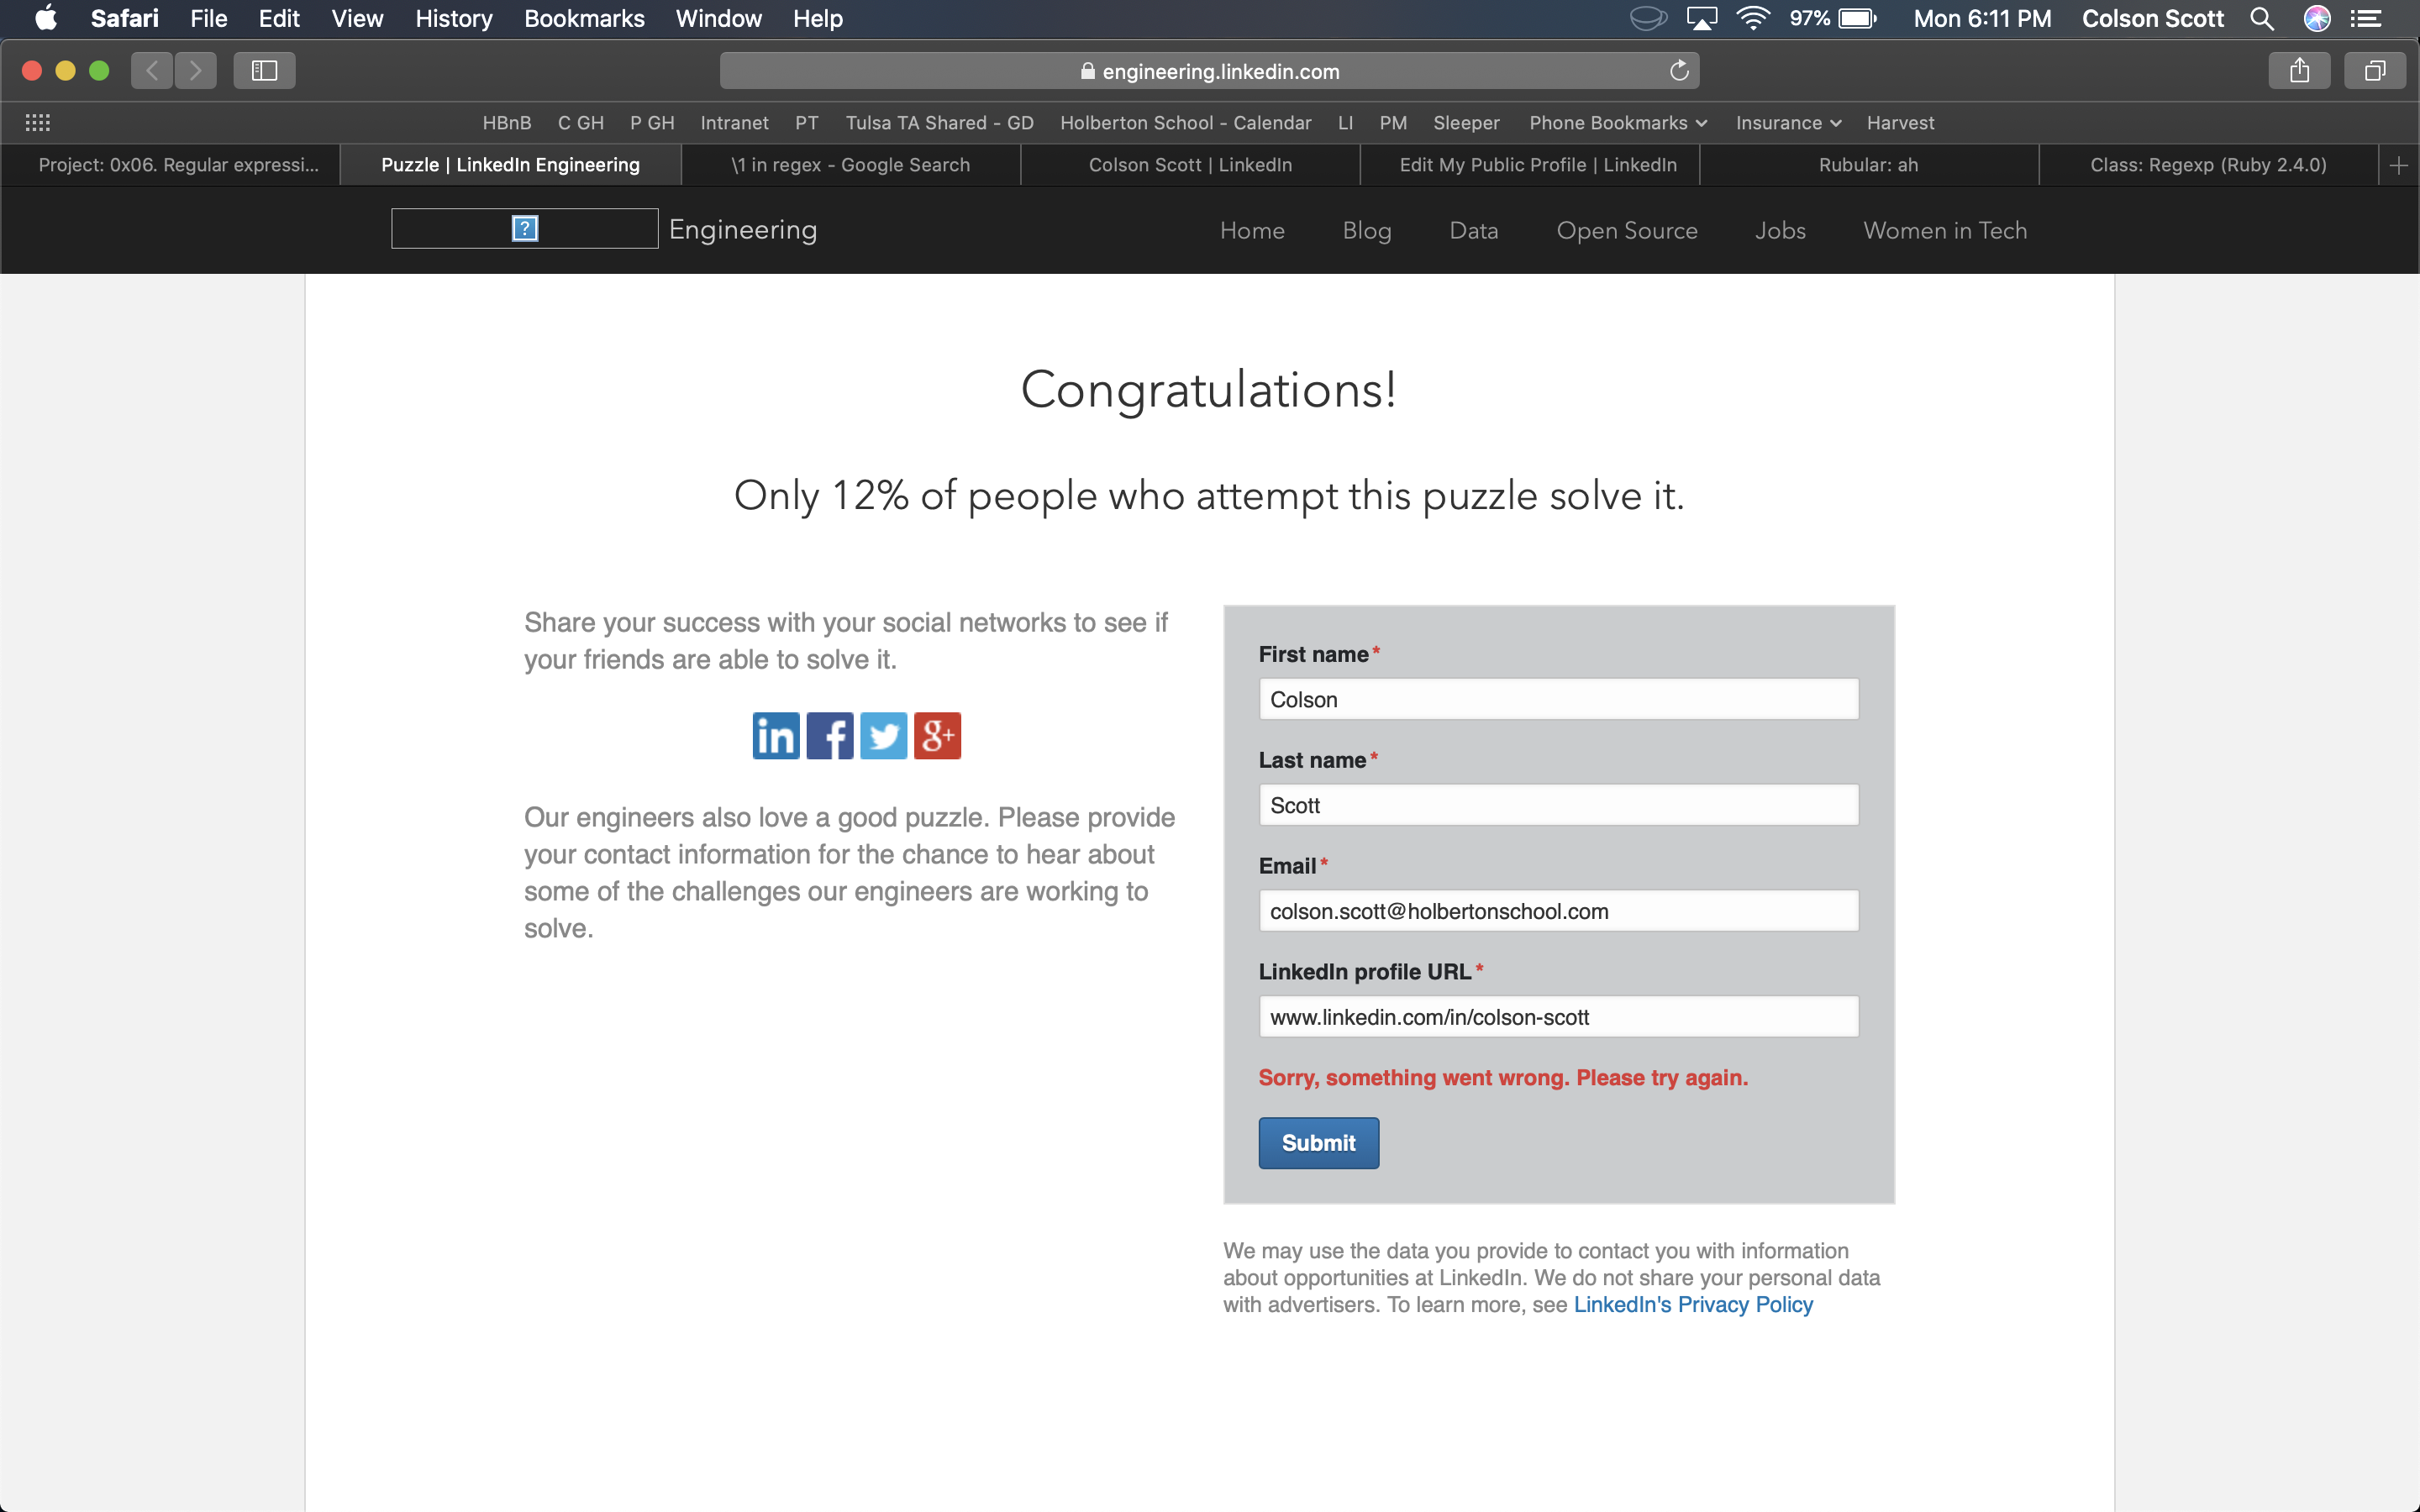 Safari File Edit View History Bookmarks Window Help 97% Mon 6:11 PM Colson Scott
engineering.linkedin.com
HBnB C GH P GH Intranet PT Tulsa TA Shared - GD Holberton School - Calendar LI PM Sleeper Phone Bookmarks Insurance Harvest
Project: 0x06. Regular expressi... Puzzle | LinkedIn Engineering \1 in regex - Google Search Colson Scott | LinkedIn Edit My Public Profile | LinkedIn Rubular: ah Class: Regexp (Ruby 2.4.0)
? Engineering Home Blog Data Open Source Jobs Women in Tech
Congratulations!
Only 12% of people who attempt this puzzle solve it.
Share your success with your social networks to see if
your friends are able to solve it.
in f g+
Our engineers also love a good puzzle. Please provide
your contact information for the chance to hear about
some of the challenges our engineers are working to
solve.
First name*
Colson
Last name*
Scott
Email*
colson.scott@holbertonschool.com
LinkedIn profile URL*
www.linkedin.com/in/colson-scott
Sorry, something went wrong. Please try again.
Submit
We may use the data you provide to contact you with information
about opportunities at LinkedIn. We do not share your personal data
with advertisers. To learn more, see LinkedIn's Privacy Policy